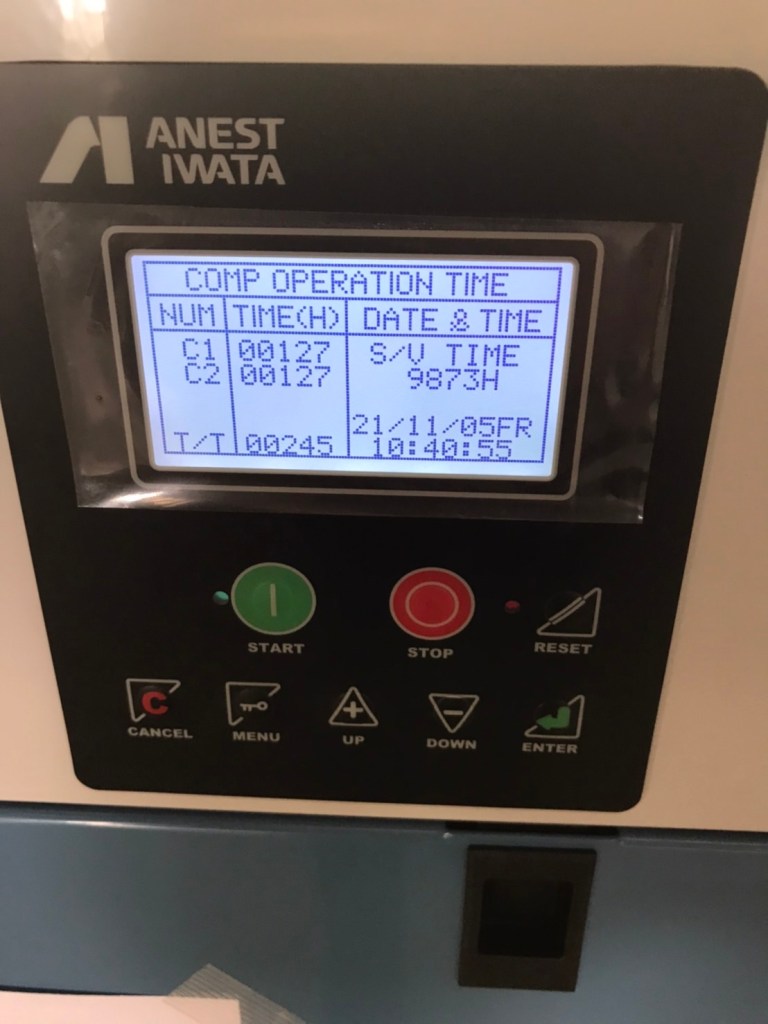 ANEST
IWATA
COMP OPERATION TIME
NUM TIME(H) DATE & TIME
C1 00127 S/V TIME
C2 00127 9873H
21/11/05FR
T/T 00245 10:40:55
START
STOP
RESET
C
CANCEL
MENU
UP
DOWN
ENTER